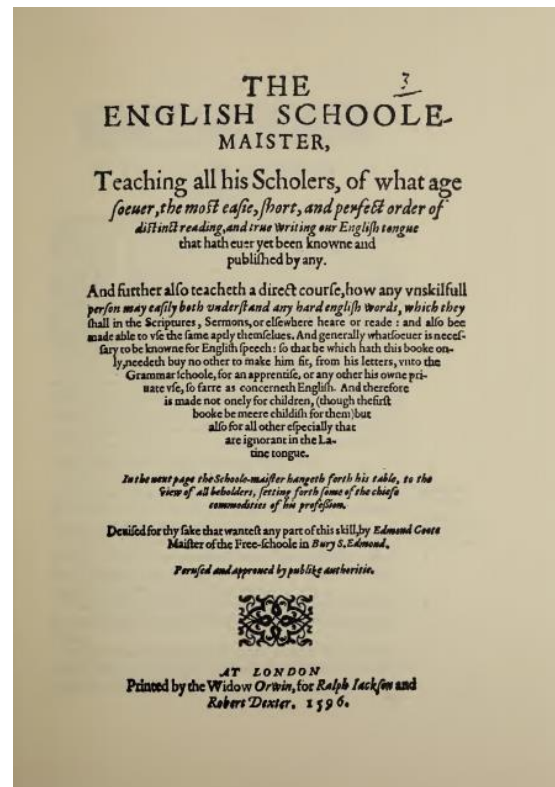 3
THE
ENGLISH SCHOOLE-
MAISTER,
Teaching all his Scholers, of what age
ſoeuer, the moſt eaſie, ſhort, and perfect order of
diſtinct reading, and true Writing our Engliſh tongue
that hath euer yet been knowne and
publiſhed by any.
And further alſo teacheth a direct courſe, how any vnskilfull
perſon may eaſily both vnderſtand any hard engliſh Words, which they
ſhall in the Scriptures, Sermons, or elſewhere heare or reade : and alſo bee
made able to vſe the ſame aptly themſelues. And generally whatſoeuer is neceſ-
ſary to be knowne for Engliſh ſpeech: ſo that he which hath this booke on-
ly, needeth buy no other to make him fit, from his letters, vnto the
Grammar ſchoole, for an apprentiſe, or any other his owne pri-
uate vſe, ſo farre as concerneth Engliſh. And therefore
is made not onely for children, (though thefirſt
booke be meere childiſh for them) but
alſo for all other eſpecially that
are ignorant in the La-
tine tongue.
In the next page the Schoole-maiſter hangeth forth his table, to the
view of all beholders, ſetting forth ſome of the chiefe
commodities of his profeſſion.
Deuiſed for thy ſake that wanteſt any part of this skill, by Edmond Coote
Maiſter of the Free-ſchoole in Bury S. Edmond.
Peruſed and approued by publike authoritie.
AT LONDON
Printed by the Widow Orwin, for Ralph Iackſon and
Robert Dexter. 1596.